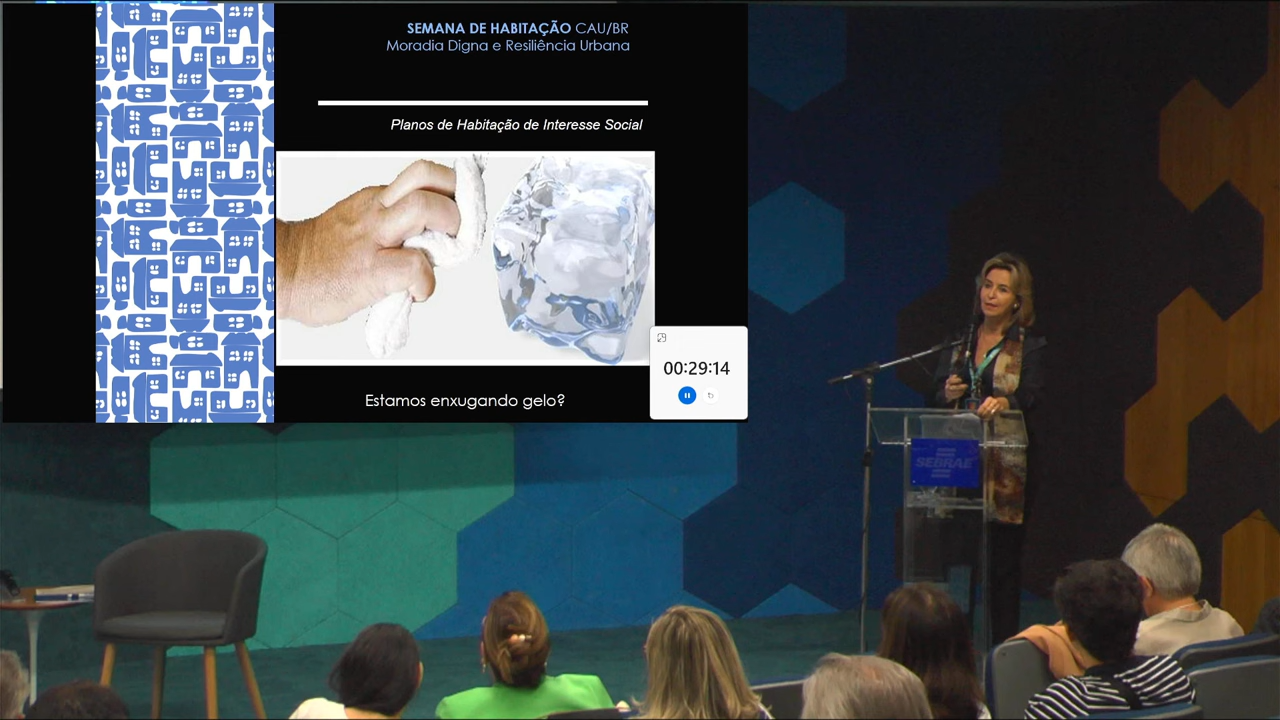 SEMANA DE HABITAÇÃO CAU/BR
Moradia Digna e Resiliência Urbana
Planos de Habitação de Interesse Social
00:29:14
Estamos enxugando gelo?
SEBRAE